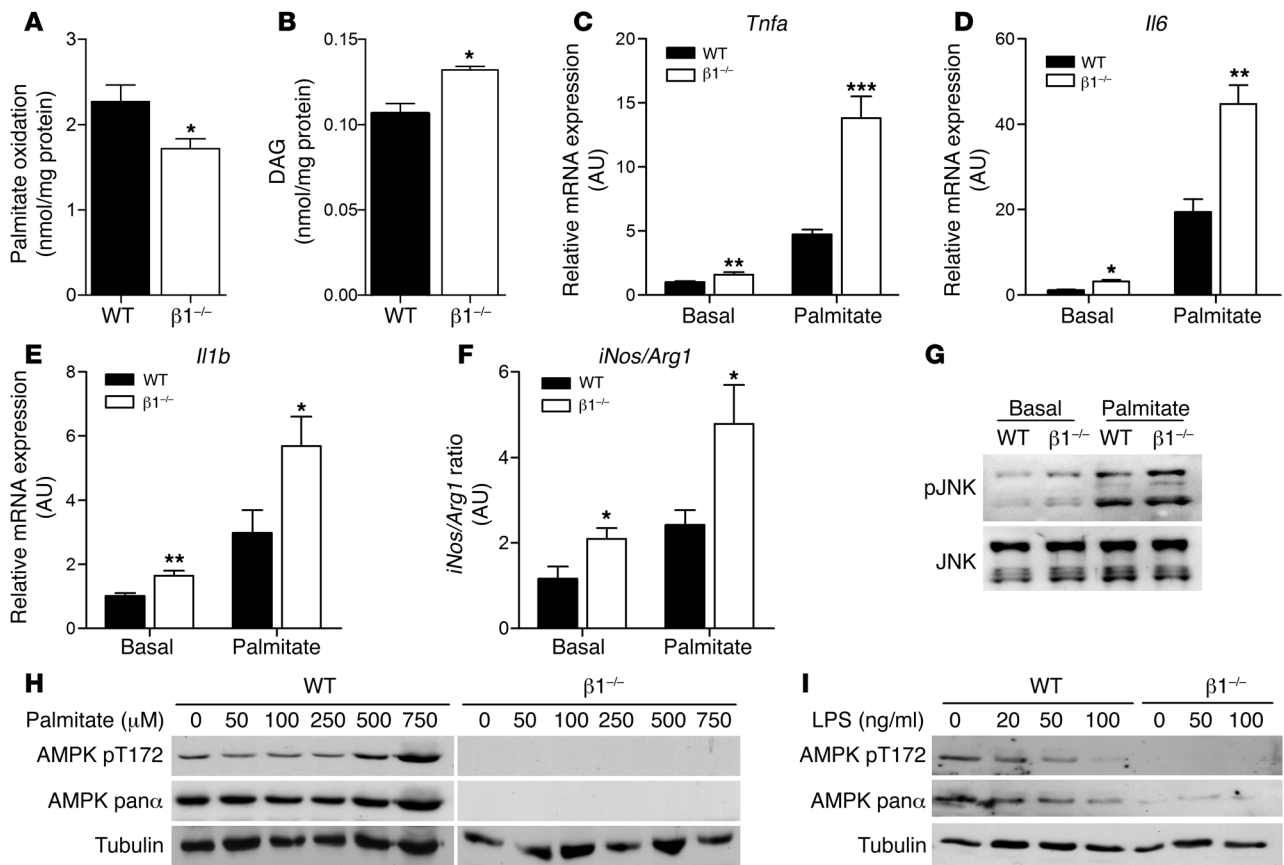 A
Palmitate oxidation
(nmol/mg protein)
3
2
1
0
*
WT
β1⁻/⁻
B
DAG
(nmol/mg protein)
0.15
0.10
0.05
0.00
*
WT
β1⁻/⁻
C
Tnfa
Relative mRNA expression
(AU)
20
15
10
5
0
WT
β1⁻/⁻
**
***
Basal
Palmitate
D
Il6
Relative mRNA expression
(AU)
60
40
20
0
WT
β1⁻/⁻
*
**
Basal
Palmitate
E
Il1b
Relative mRNA expression
(AU)
8
6
4
2
0
WT
β1⁻/⁻
**
*
Basal
Palmitate
F
iNos/Arg1
iNos/Arg1 ratio
(AU)
6
4
2
0
WT
β1⁻/⁻
*
*
Basal
Palmitate
G
Basal Palmitate
WT β1⁻/⁻ WT β1⁻/⁻
pJNK
JNK
H
WT β1⁻/⁻
Palmitate (μM) 0 50 100 250 500 750 0 50 100 250 500 750
AMPK pT172
AMPK panα
Tubulin
I
WT β1⁻/⁻
LPS (ng/ml) 0 20 50 100 0 50 100
AMPK pT172
AMPK panα
Tubulin